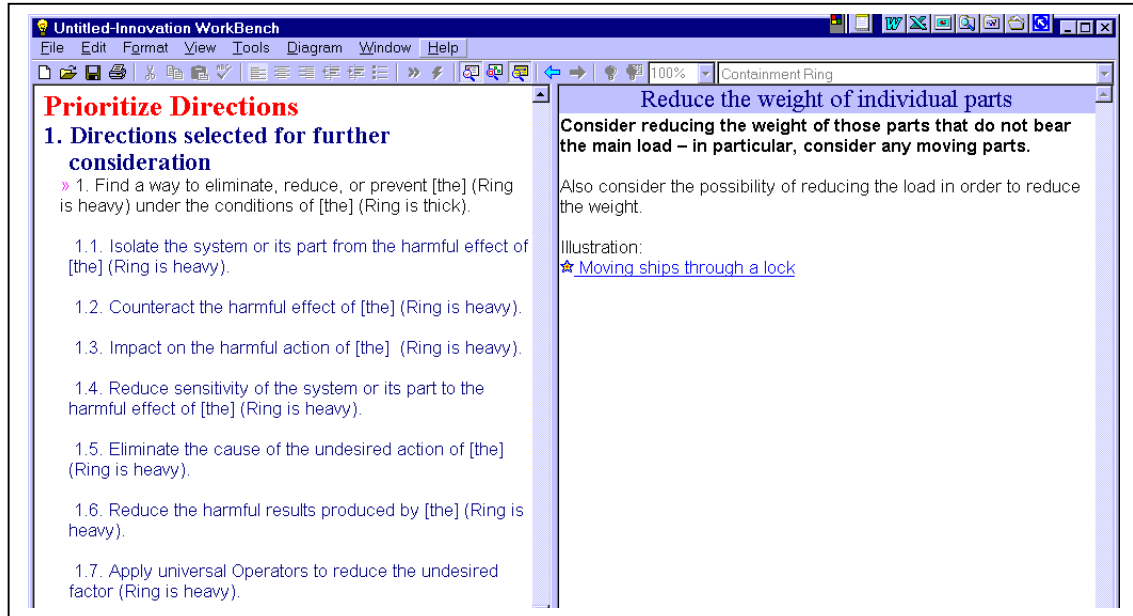 Untitled-Innovation WorkBench
File Edit Format View Tools Diagram Window Help
100% Containment Ring
Prioritize Directions
1. Directions selected for further
consideration
» 1. Find a way to eliminate, reduce, or prevent [the] (Ring
is heavy) under the conditions of [the] (Ring is thick).
1.1. Isolate the system or its part from the harmful effect of
[the] (Ring is heavy).
1.2. Counteract the harmful effect of [the] (Ring is heavy).
1.3. Impact on the harmful action of [the] (Ring is heavy).
1.4. Reduce sensitivity of the system or its part to the
harmful effect of [the] (Ring is heavy).
1.5. Eliminate the cause of the undesired action of [the]
(Ring is heavy).
1.6. Reduce the harmful results produced by [the] (Ring is
heavy).
1.7. Apply universal Operators to reduce the undesired
factor (Ring is heavy).
Reduce the weight of individual parts
Consider reducing the weight of those parts that do not bear
the main load – in particular, consider any moving parts.
Also consider the possibility of reducing the load in order to reduce
the weight.
Illustration:
Moving ships through a lock